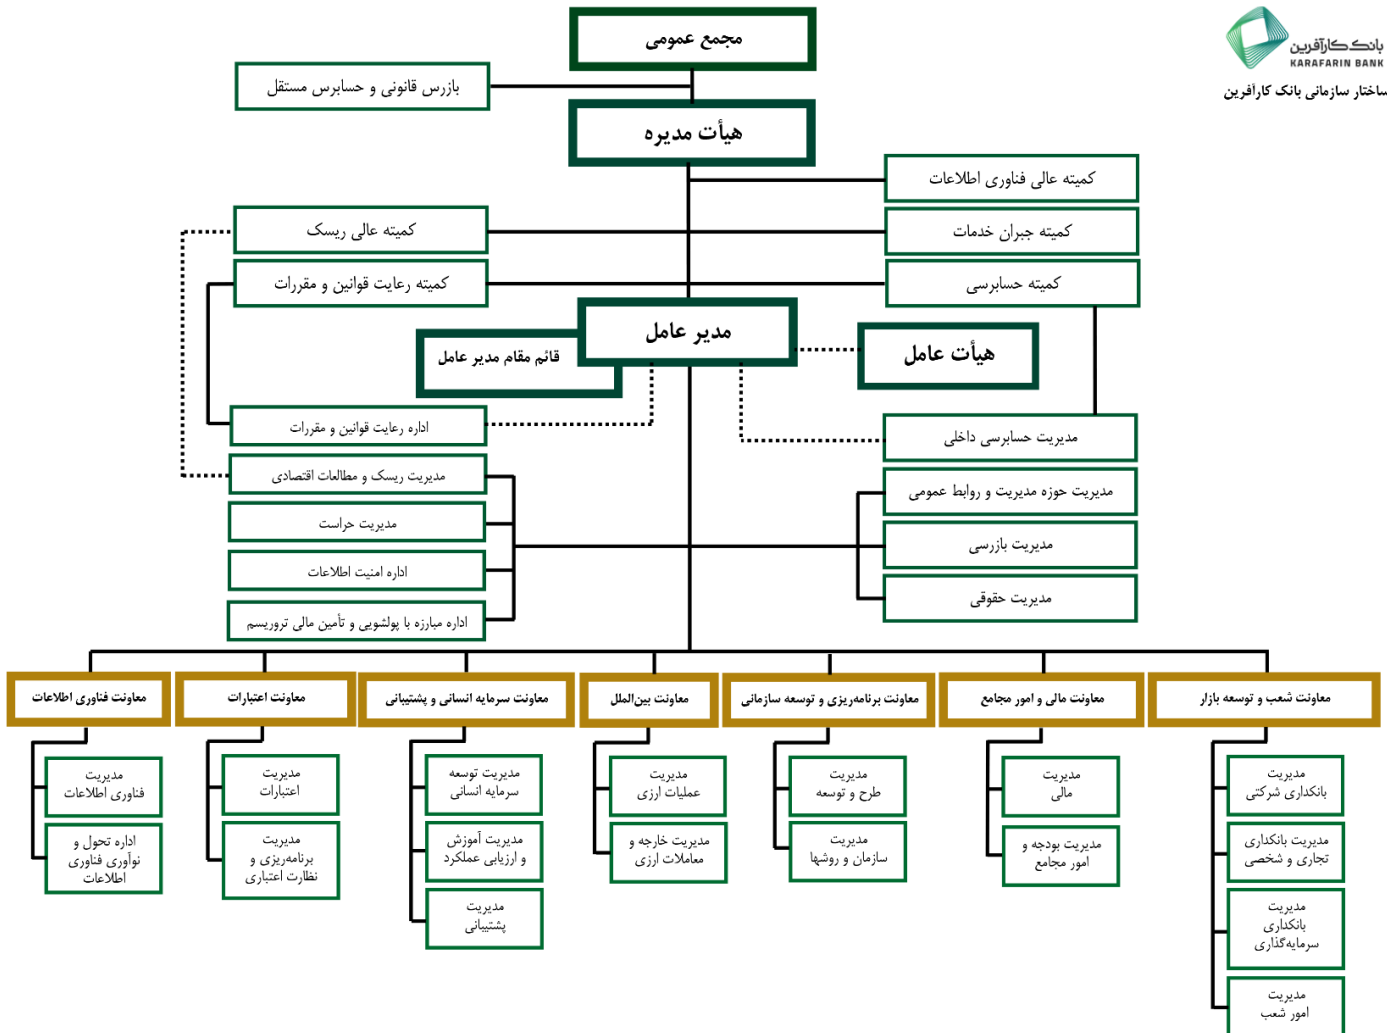 بانک کارآفرین
KARAFARIN BANK
ساختار سازمانی بانک کارآفرین
مجمع عمومی
بازرس قانونی و حسابرس مستقل
هیأت مدیره
کمیته عالی فناوری اطلاعات
کمیته عالی ریسک
کمیته جبران خدمات
کمیته رعایت قوانین و مقررات
کمیته حسابرسی
مدیر عامل
قائم مقام مدیر عامل
هیأت عامل
اداره رعایت قوانین و مقررات
مدیریت حسابرسی داخلی
مدیریت ریسک و مطالعات اقتصادی
مدیریت حراست
اداره امنیت اطلاعات
اداره مبارزه با پولشویی و تأمین مالی تروریسم
مدیریت حوزه مدیریت و روابط عمومی
مدیریت بازرسی
مدیریت حقوقی
معاونت شعب و توسعه بازار
مدیریت
بانکداری شرکتی
مدیریت بانکداری
تجاری و شخصی
مدیریت
بانکداری
سرمایه‌گذاری
مدیریت
امور شعب
معاونت مالی و امور مجامع
مدیریت
مالی
مدیریت بودجه و
امور مجامع
معاونت برنامه‌ریزی و توسعه سازمانی
مدیریت
طرح و توسعه
مدیریت
سازمان و روشها
معاونت بین‌الملل
مدیریت
عملیات ارزی
مدیریت خارجه و
معاملات ارزی
معاونت سرمایه انسانی و پشتیبانی
مدیریت توسعه
سرمایه انسانی
مدیریت آموزش
و ارزیابی عملکرد
مدیریت
پشتیبانی
معاونت اعتبارات
مدیریت
اعتبارات
مدیریت
برنامه‌ریزی و
نظارت اعتباری
معاونت فناوری اطلاعات
مدیریت
فناوری اطلاعات
اداره تحول و
نوآوری فناوری
اطلاعات